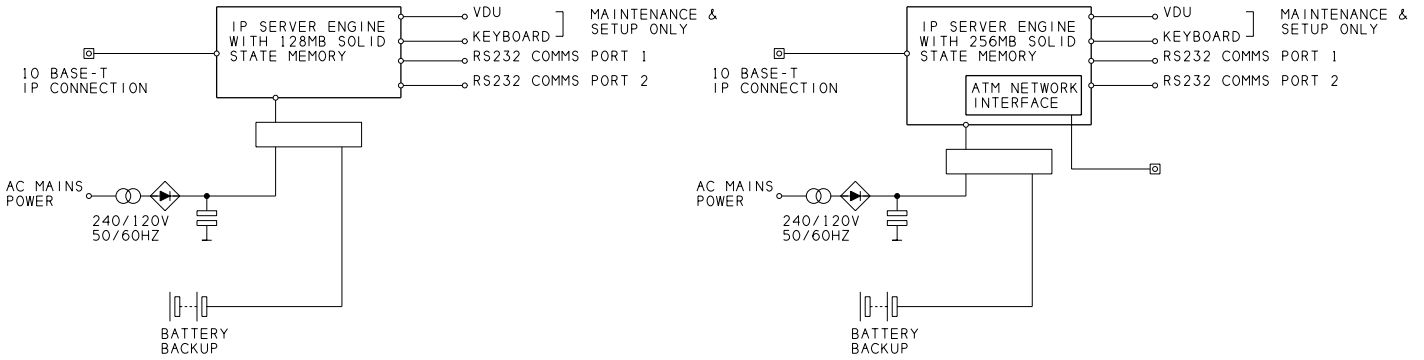 IP SERVER ENGINE
WITH 128MB SOLID
STATE MEMORY
VDU
KEYBOARD
MAINTENANCE &
SETUP ONLY
RS232 COMMS PORT 1
RS232 COMMS PORT 2
10 BASE-T
IP CONNECTION
AC MAINS
POWER
240/120V
50/60HZ
BATTERY
BACKUP
IP SERVER ENGINE
WITH 256MB SOLID
STATE MEMORY
VDU
KEYBOARD
MAINTENANCE &
SETUP ONLY
RS232 COMMS PORT 1
RS232 COMMS PORT 2
ATM NETWORK
INTERFACE
10 BASE-T
IP CONNECTION
AC MAINS
POWER
240/120V
50/60HZ
BATTERY
BACKUP